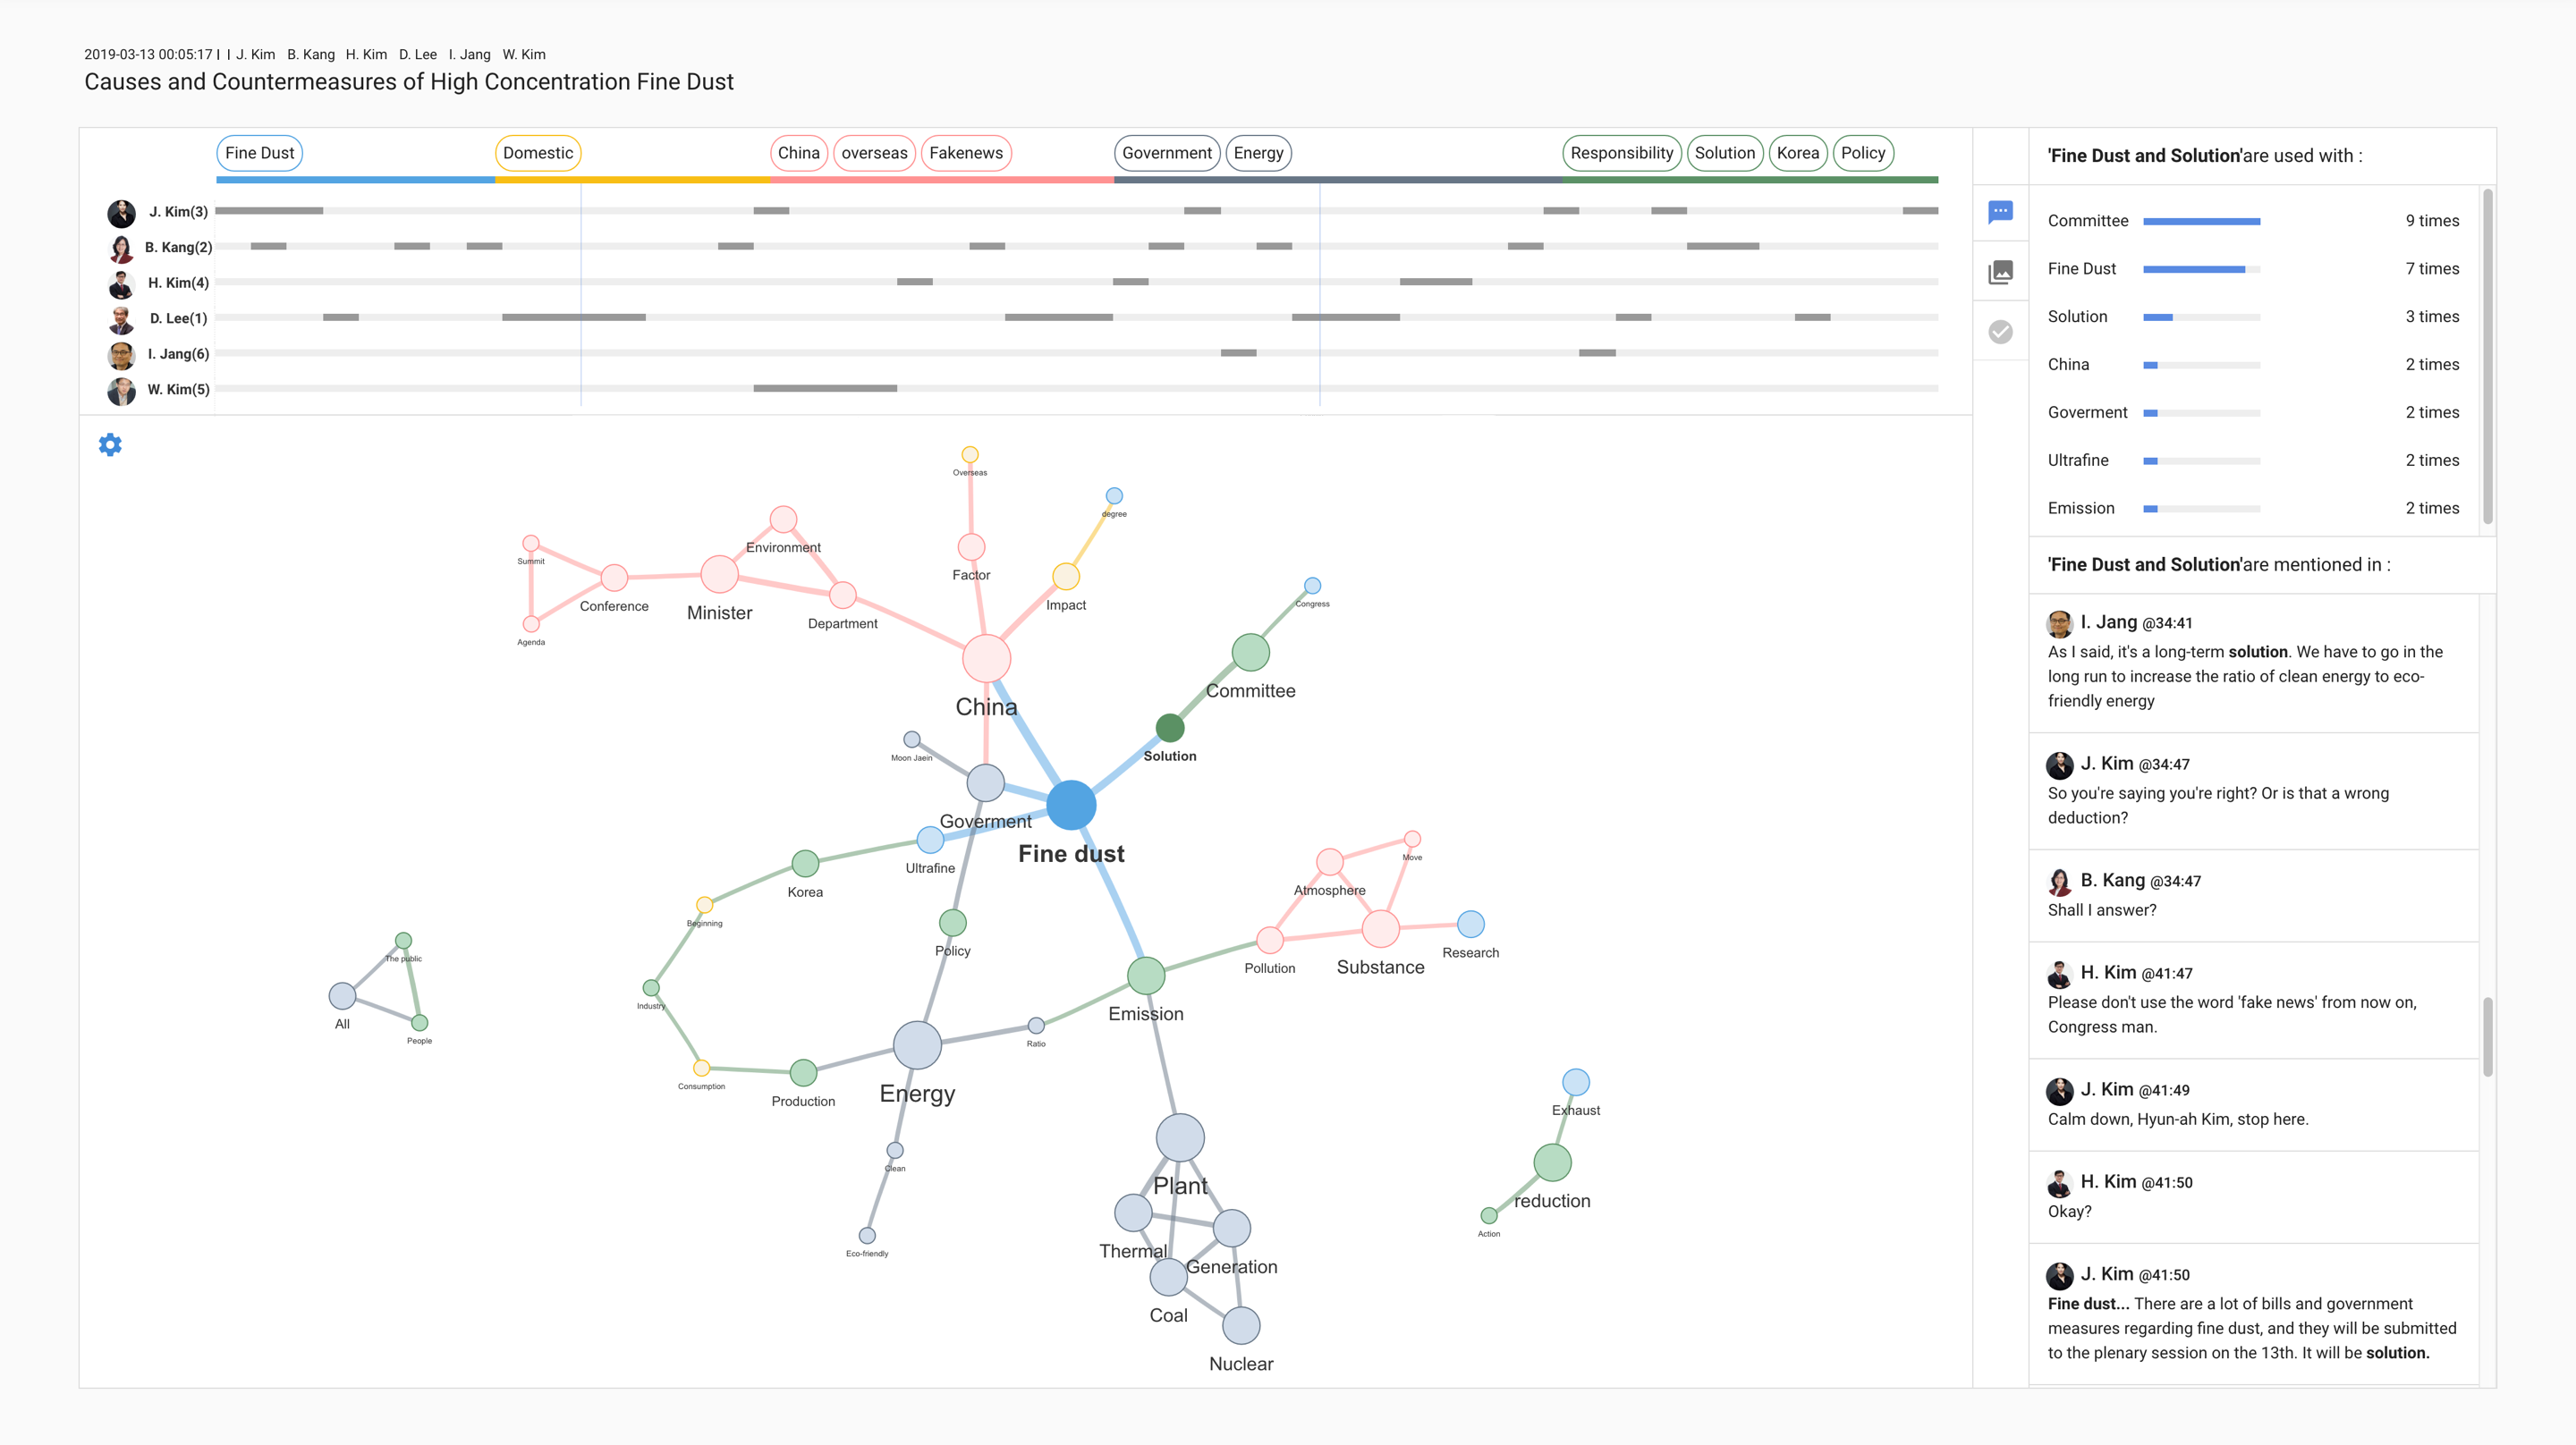 2019-03-13 00:05:17 I I J. Kim B. Kang H. Kim D. Lee I. Jang W. Kim
Causes and Countermeasures of High Concentration Fine Dust
Fine Dust Domestic China overseas Fakenews Government Energy Responsibility Solution Korea Policy
J. Kim(3)
B. Kang(2)
H. Kim(4)
D. Lee(1)
I. Jang(6)
W. Kim(5)
Overseas
degree
Environment
Summit
Factor
Congress
Conference
Impact
Minister
Department
Agenda
Committee
China
Solution
Moon Jaein
Goverment
Fine dust
Move
Ultrafine
Korea
Atmosphere
Beginning
Policy
Research
The public
Pollution
Substance
Industry
Emission
All
People
Ratio
Consumption
Energy
Production
Exhaust
Clean
Plant
reduction
Action
Thermal
Eco-friendly
Generation
Coal
Nuclear
'Fine Dust and Solution'are used with :
Committee 9 times
Fine Dust 7 times
Solution 3 times
China 2 times
Goverment 2 times
Ultrafine 2 times
Emission 2 times
'Fine Dust and Solution'are mentioned in :
I. Jang @34:41
As I said, it's a long-term solution. We have to go in the
long run to increase the ratio of clean energy to eco-
friendly energy
J. Kim @34:47
So you're saying you're right? Or is that a wrong
deduction?
B. Kang @34:47
Shall I answer?
H. Kim @41:47
Please don't use the word 'fake news' from now on,
Congress man.
J. Kim @41:49
Calm down, Hyun-ah Kim, stop here.
H. Kim @41:50
Okay?
J. Kim @41:50
Fine dust... There are a lot of bills and government
measures regarding fine dust, and they will be submitted
to the plenary session on the 13th. It will be solution.